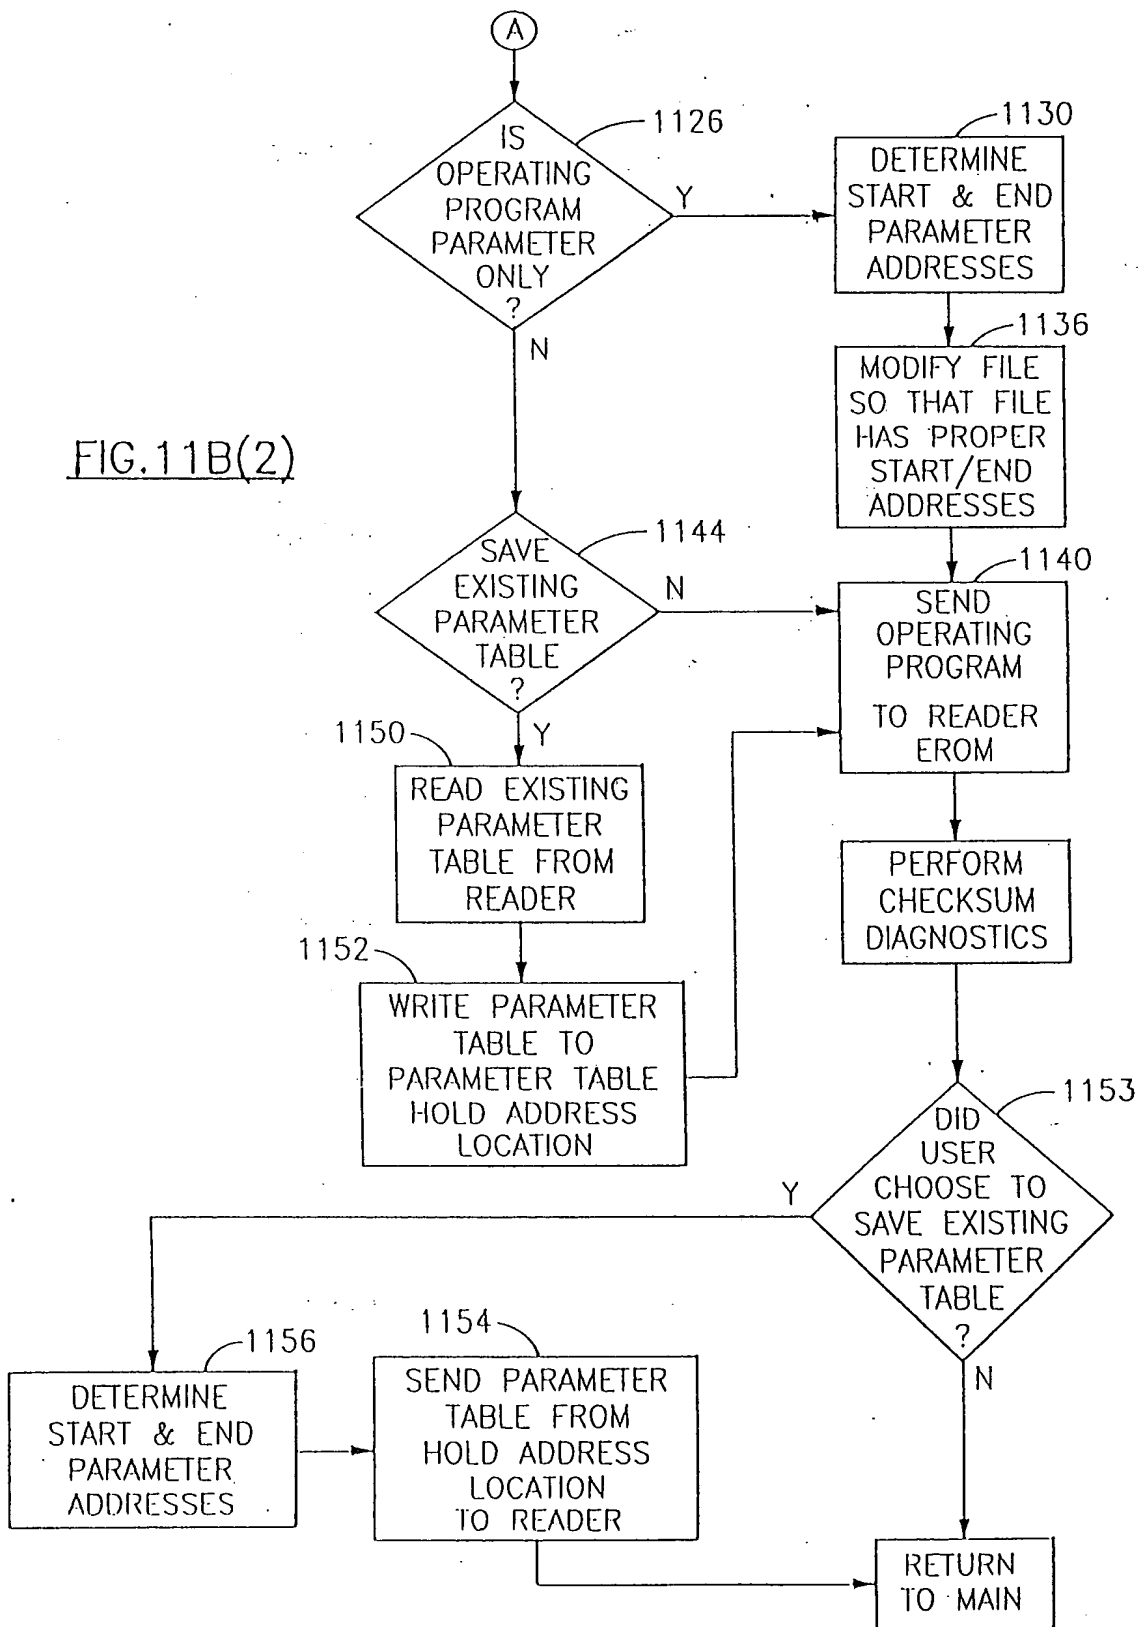 A
IS
OPERATING
PROGRAM
PARAMETER
ONLY
?
1126
Y
N
1130
DETERMINE
START & END
PARAMETER
ADDRESSES
1136
MODIFY FILE
SO THAT FILE
HAS PROPER
START/END
ADDRESSES
FIG.11B(2)
SAVE
EXISTING
PARAMETER
TABLE
?
1144
N
Y
1140
SEND
OPERATING
PROGRAM
TO READER
EROM
1150
READ EXISTING
PARAMETER
TABLE FROM
READER
PERFORM
CHECKSUM
DIAGNOSTICS
1152
WRITE PARAMETER
TABLE TO
PARAMETER TABLE
HOLD ADDRESS
LOCATION
1153
DID
USER
CHOOSE TO
SAVE EXISTING
PARAMETER
TABLE
?
Y
N
1156
DETERMINE
START & END
PARAMETER
ADDRESSES
1154
SEND PARAMETER
TABLE FROM
HOLD ADDRESS
LOCATION
TO READER
RETURN
TO MAIN